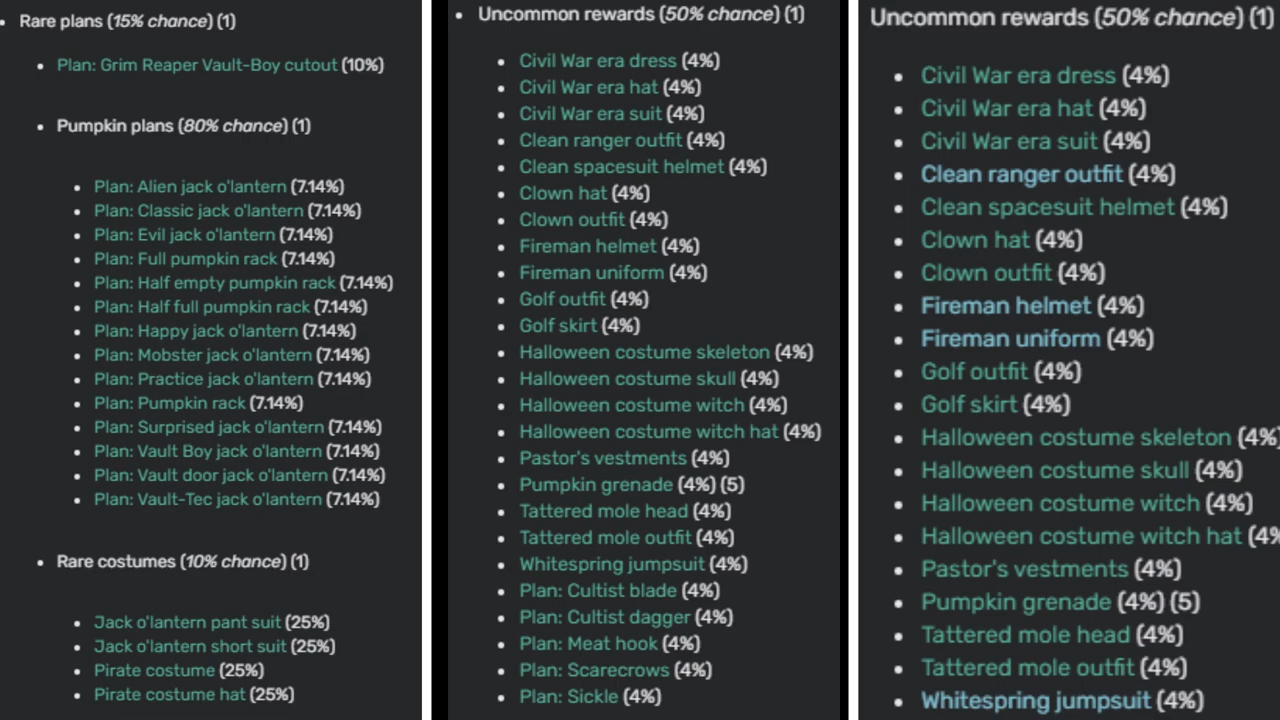 Rare plans (15% chance) (1)
Plan: Grim Reaper Vault-Boy cutout (10%)
Pumpkin plans (80% chance) (1)
Plan: Alien jack o'lantern (7.14%)
Plan: Classic jack o'lantern (7.14%)
Plan: Evil jack o'lantern (7.14%)
Plan: Full pumpkin rack (7.14%)
Plan: Half empty pumpkin rack (7.14%)
Plan: Half full pumpkin rack (7.14%)
Plan: Happy jack o'lantern (7.14%)
Plan: Mobster jack o'lantern (7.14%)
Plan: Practice jack o'lantern (7.14%)
Plan: Pumpkin rack (7.14%)
Plan: Surprised jack o'lantern (7.14%)
Plan: Vault Boy jack o'lantern (7.14%)
Plan: Vault door jack o'lantern (7.14%)
Plan: Vault-Tec jack o'lantern (7.14%)
Rare costumes (10% chance) (1)
Jack o'lantern pant suit (25%)
Jack o'lantern short suit (25%)
Pirate costume (25%)
Pirate costume hat (25%)
Uncommon rewards (50% chance) (1)
Civil War era dress (4%)
Civil War era hat (4%)
Civil War era suit (4%)
Clean ranger outfit (4%)
Clean spacesuit helmet (4%)
Clown hat (4%)
Clown outfit (4%)
Fireman helmet (4%)
Fireman uniform (4%)
Golf outfit (4%)
Golf skirt (4%)
Halloween costume skeleton (4%)
Halloween costume skull (4%)
Halloween costume witch (4%)
Halloween costume witch hat (4%)
Pastor's vestments (4%)
Pumpkin grenade (4%) (5)
Tattered mole head (4%)
Tattered mole outfit (4%)
Whitespring jumpsuit (4%)
Plan: Cultist blade (4%)
Plan: Cultist dagger (4%)
Plan: Meat hook (4%)
Plan: Scarecrows (4%)
Plan: Sickle (4%)
Uncommon rewards (50% chance) (1)
Civil War era dress (4%)
Civil War era hat (4%)
Civil War era suit (4%)
Clean ranger outfit (4%)
Clean spacesuit helmet (4%)
Clown hat (4%)
Clown outfit (4%)
Fireman helmet (4%)
Fireman uniform (4%)
Golf outfit (4%)
Golf skirt (4%)
Halloween costume skeleton (4%)
Halloween costume skull (4%)
Halloween costume witch (4%)
Halloween costume witch hat (4%
Pastor's vestments (4%)
Pumpkin grenade (4%) (5)
Tattered mole head (4%)
Tattered mole outfit (4%)
Whitespring jumpsuit (4%)